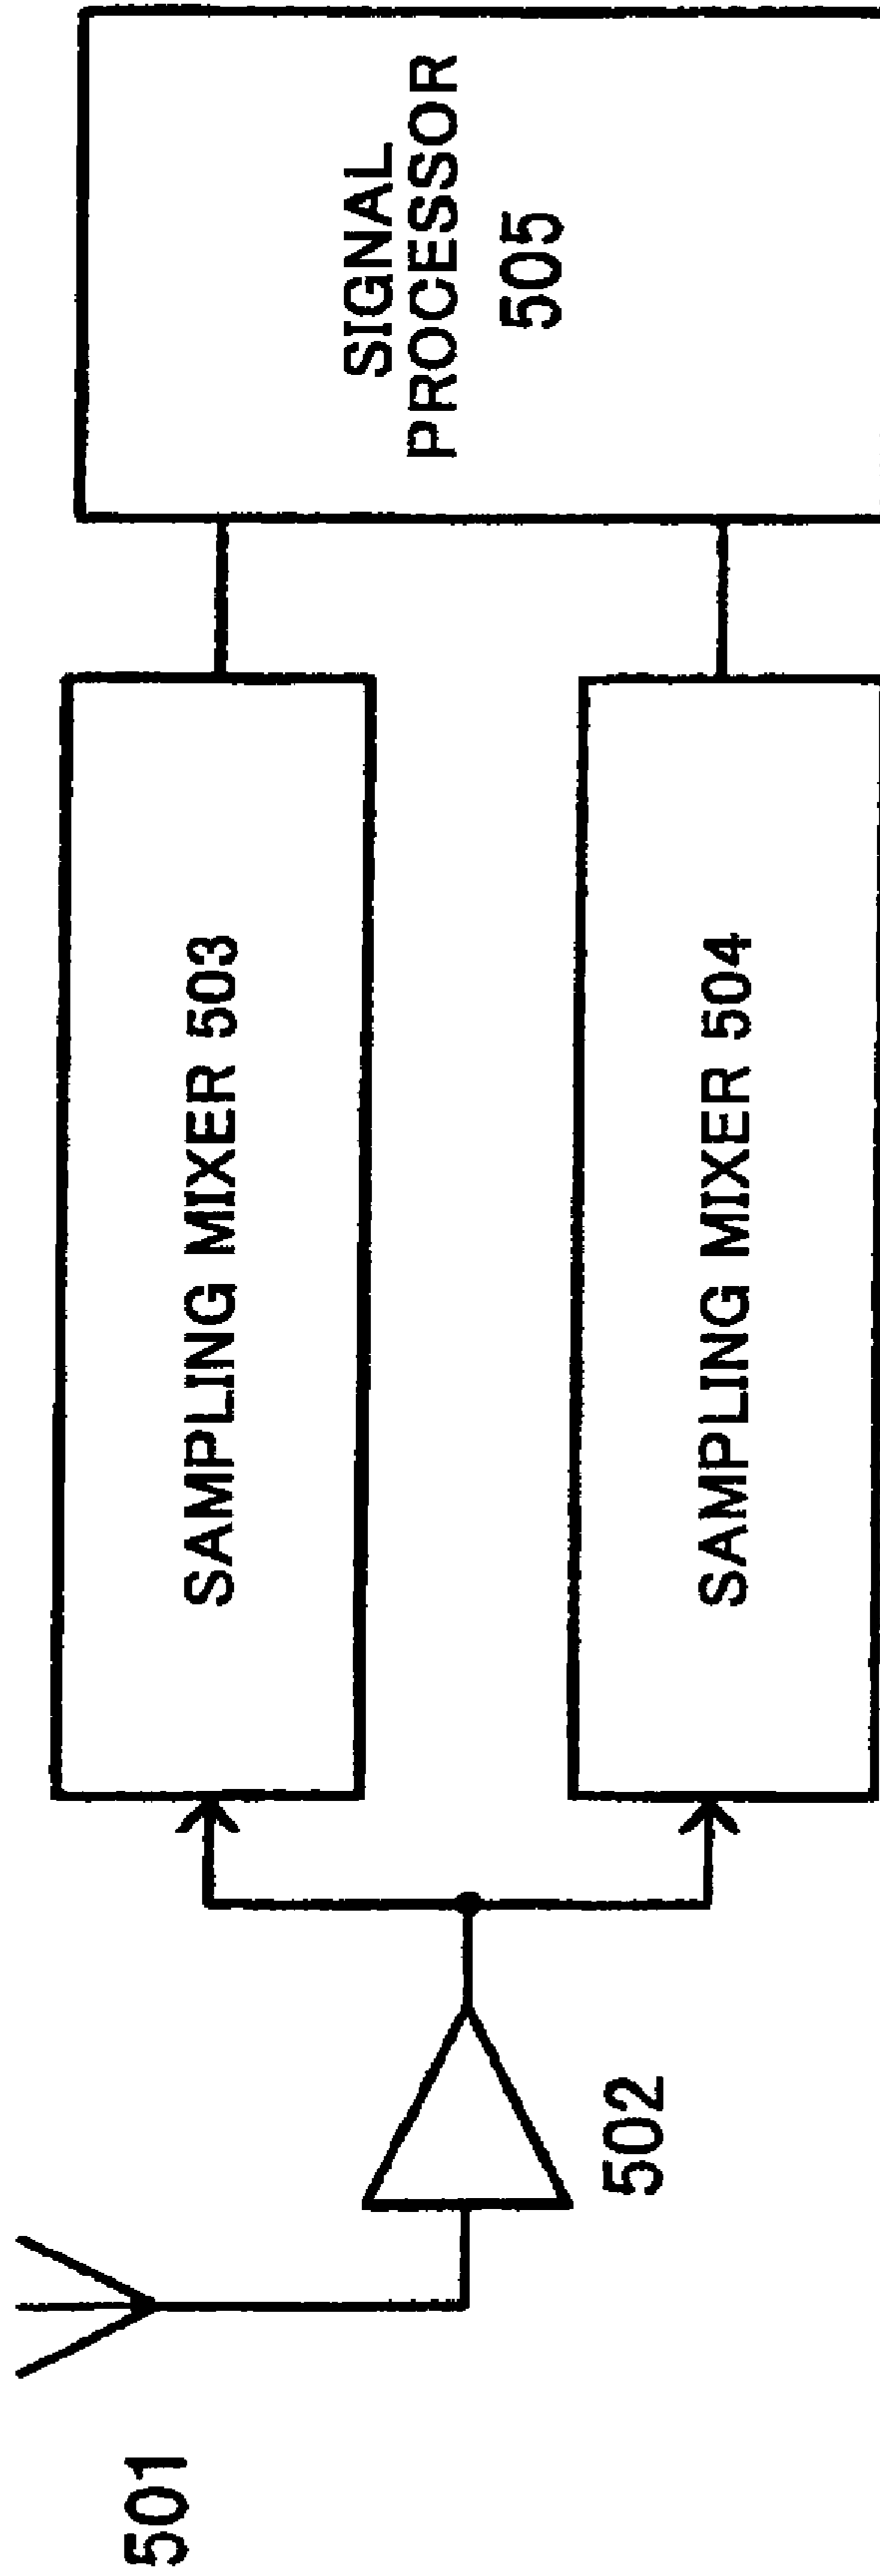 501
502
SAMPLING MIXER 503
SAMPLING MIXER 504
SIGNAL
PROCESSOR
505